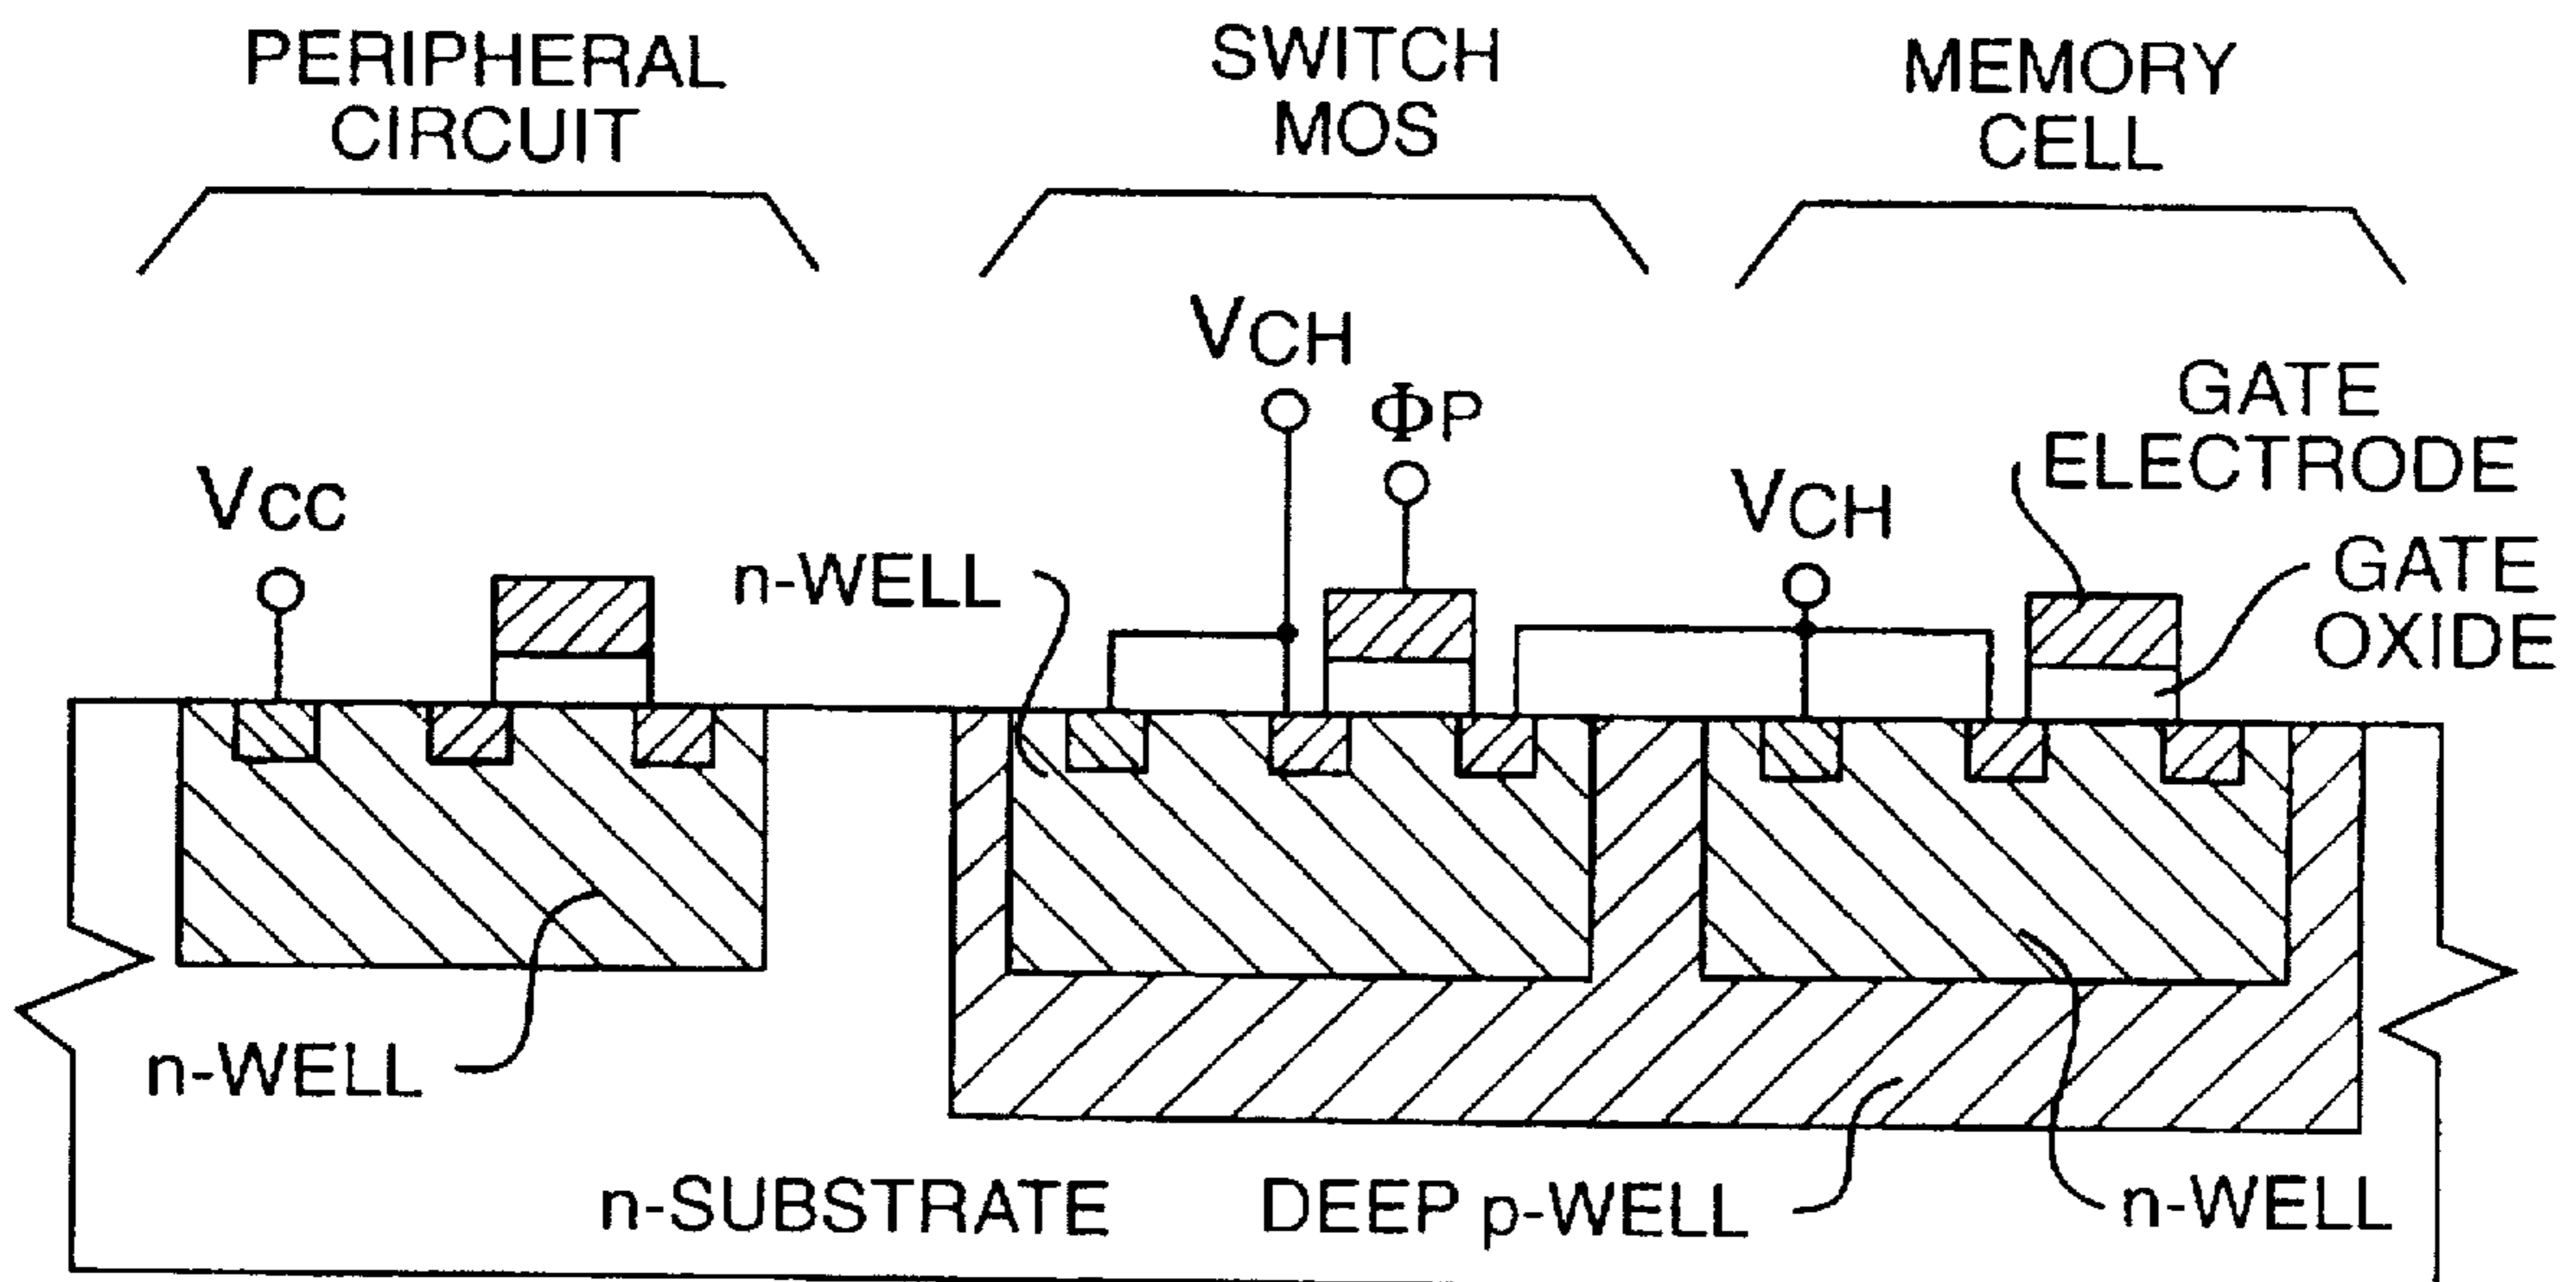 PERIPHERAL
CIRCUIT
SWITCH
MOS
MEMORY
CELL
VCH
ΦP
GATE
ELECTRODE
VCC
n-WELL
VCH
GATE
OXIDE
n-WELL
n-SUBSTRATE
DEEP p-WELL
n-WELL